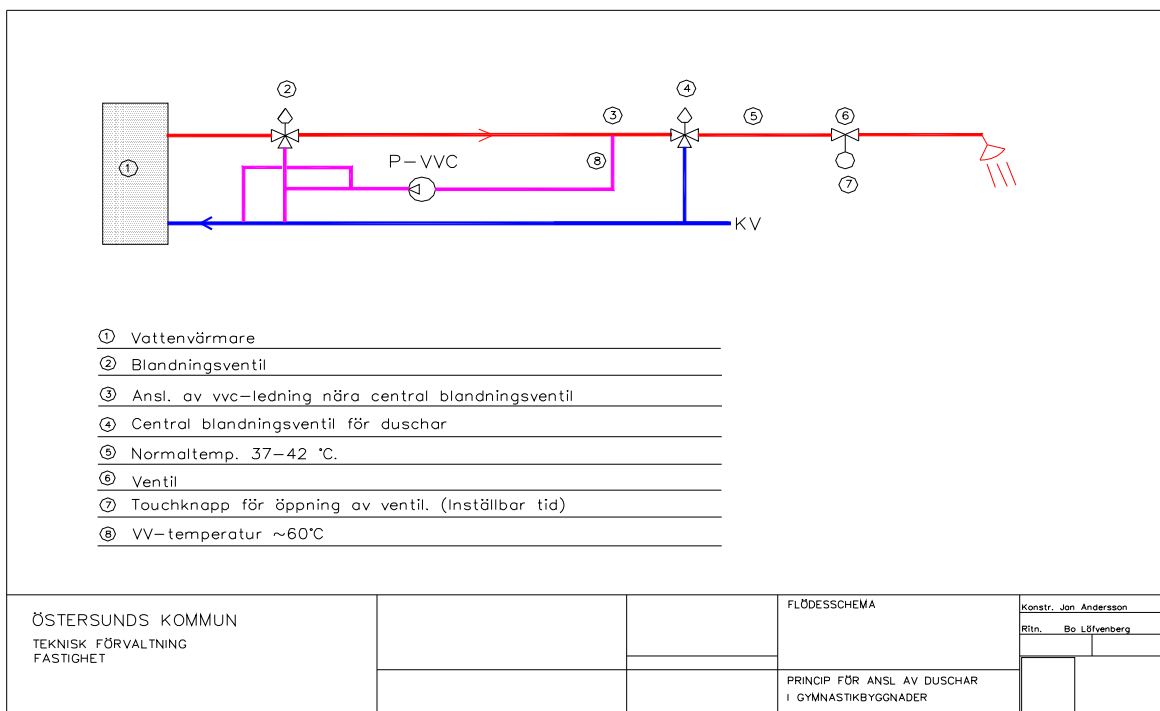 2
4
3
5
6
P-VVC
8
1
7
KV
1 Vattenvärmare
2 Blandningsventil
3 Ansl. av vvc-ledning nära central blandningsventil
4 Central blandningsventil för duschar
5 Normaltemp. 37-42 °C.
6 Ventil
7 Touchknapp för öppning av ventil. (Inställbar tid)
8 VV-temperatur ~60°C
ÖSTERSUNDS KOMMUN
TEKNISK FÖRVALTNING
FASTIGHET
FLÖDESSCHEMA
PRINCIP FÖR ANSL AV DUSCHAR
I GYMNASTIKBYGGNADER
Konstr. Jan Andersson
Ritn. Bo Löfvenberg